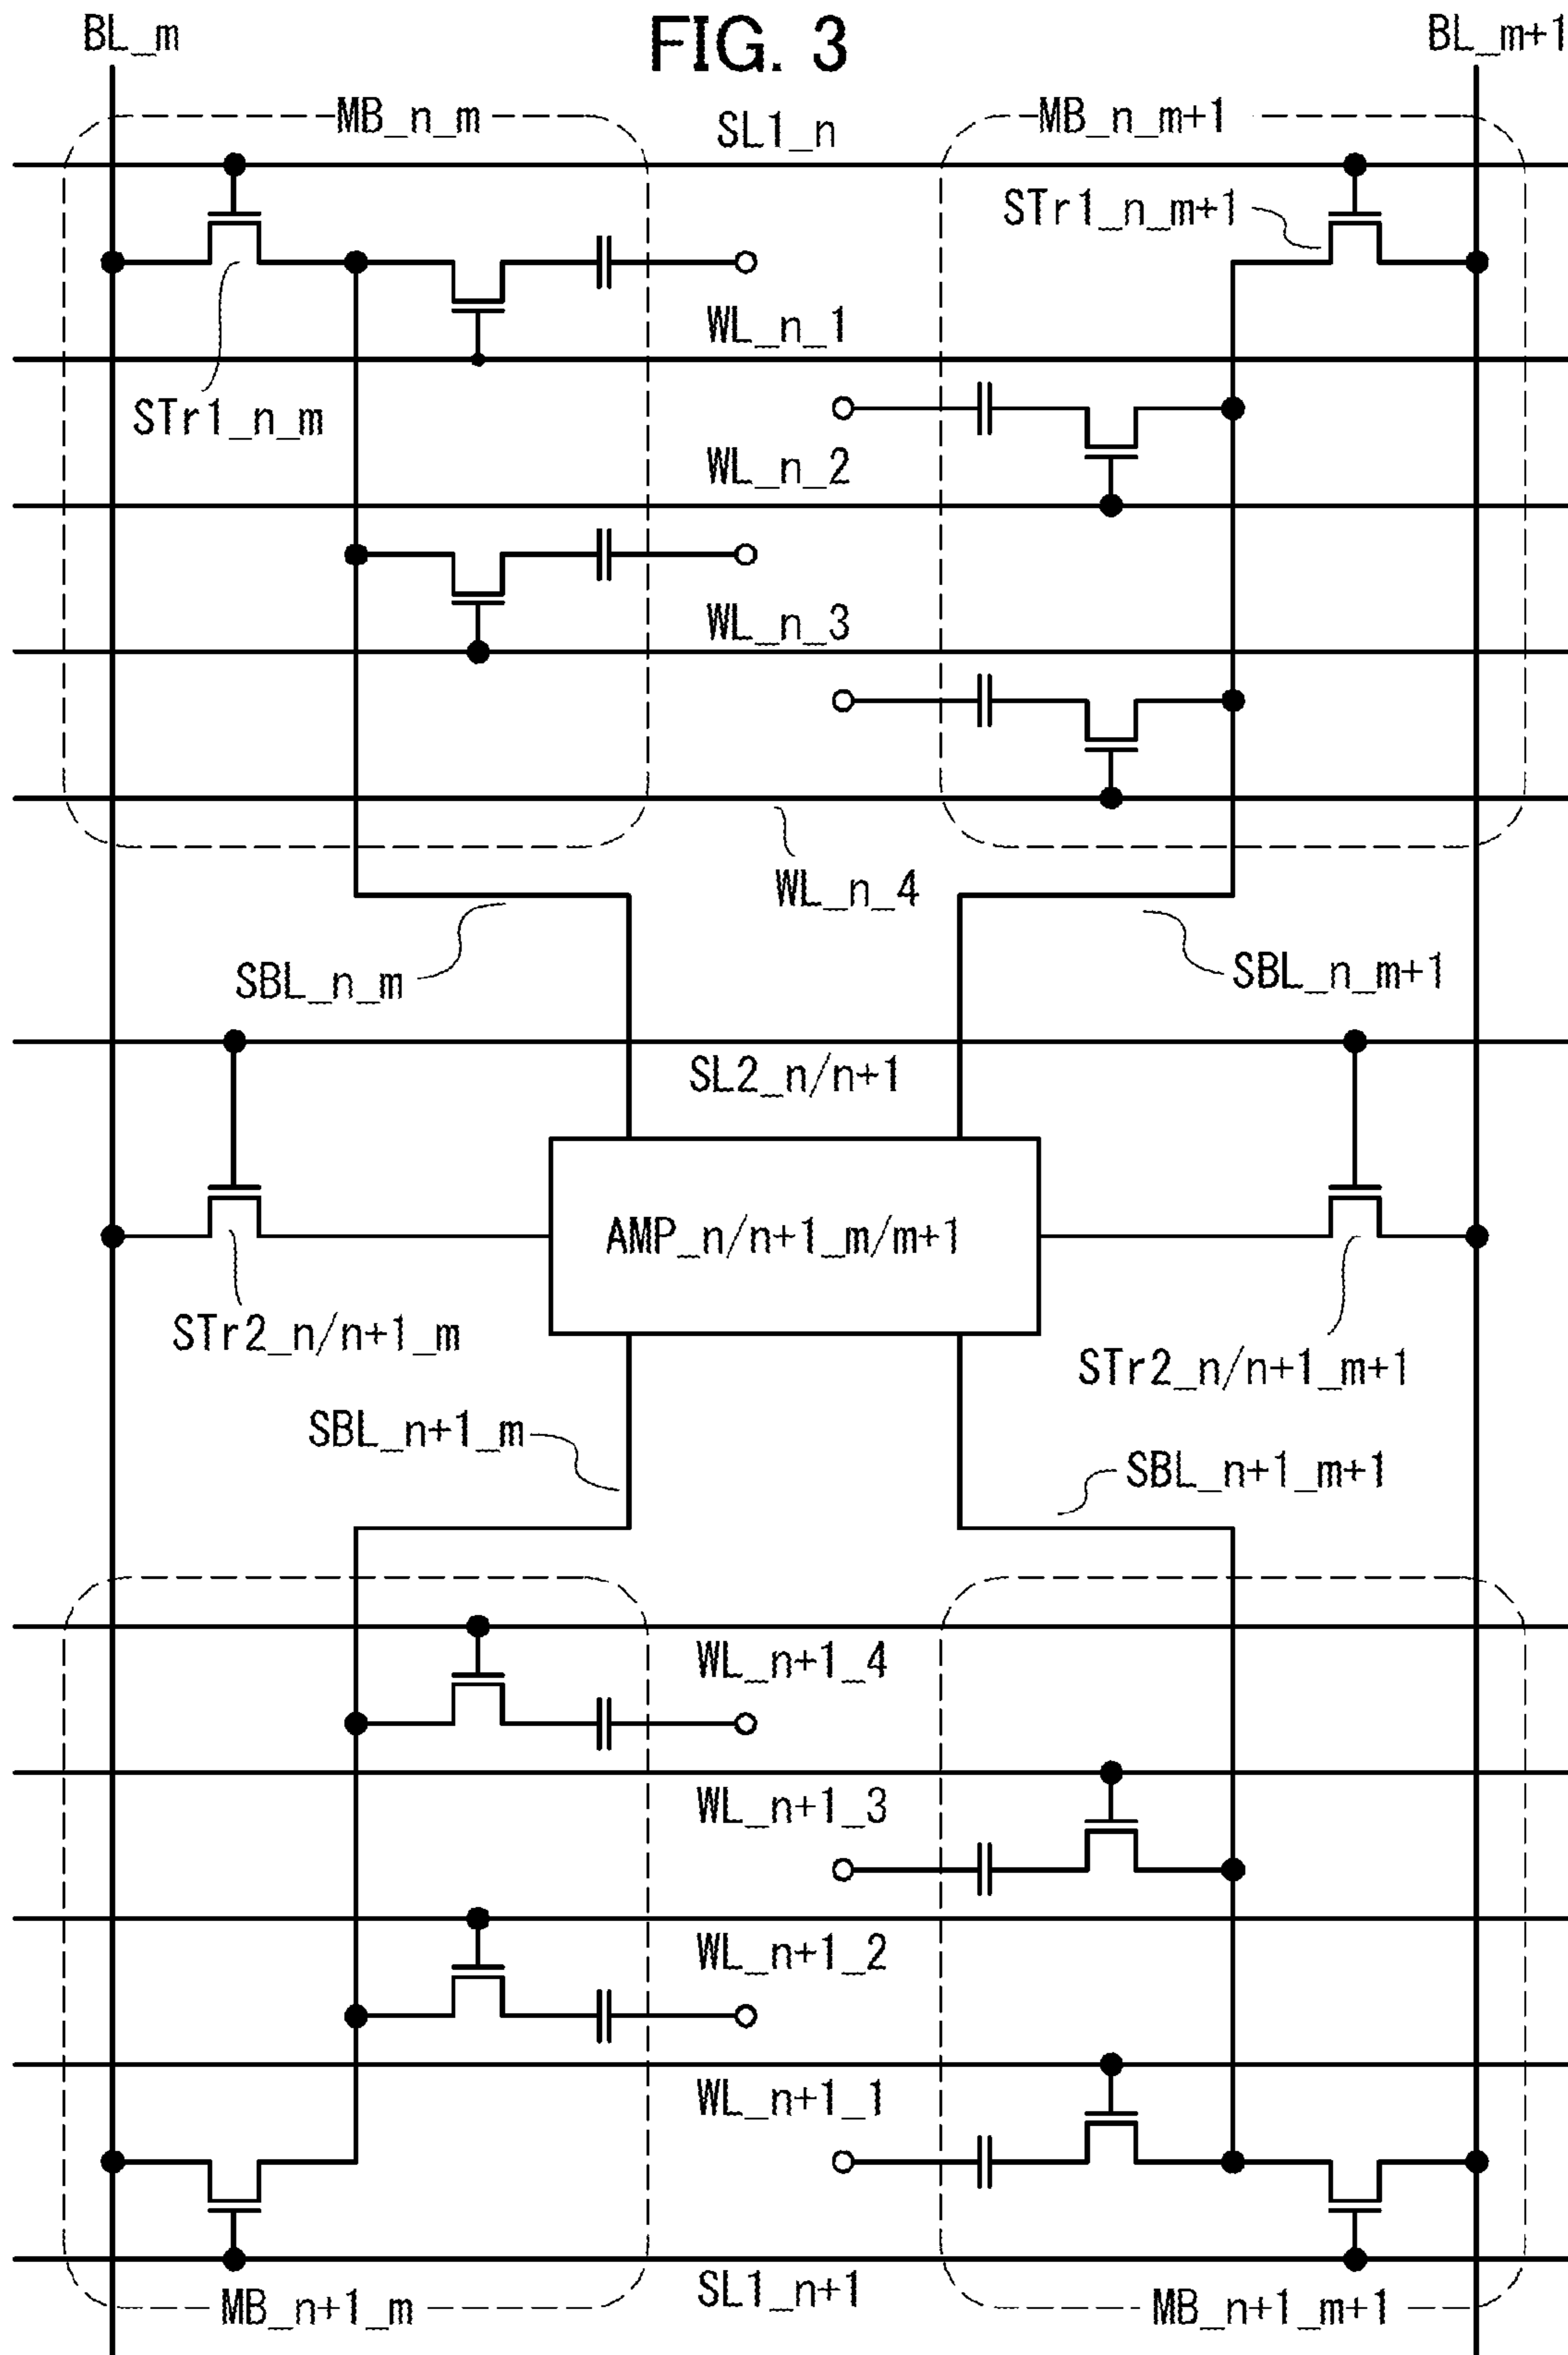 FIG. 3
BL_m
BL_m+1
MB_n_m
SL1_n
MB_n_m+1
STr1_n_m+1
WL_n_1
STr1_n_m
WL_n_2
WL_n_3
WL_n_4
SBL_n_m
SBL_n_m+1
SL2_n/n+1
AMP_n/n+1_m/m+1
STr2_n/n+1_m
STr2_n/n+1_m+1
SBL_n+1_m
SBL_n+1_m+1
WL_n+1_4
WL_n+1_3
WL_n+1_2
WL_n+1_1
SL1_n+1
MB_n+1_m
MB_n+1_m+1